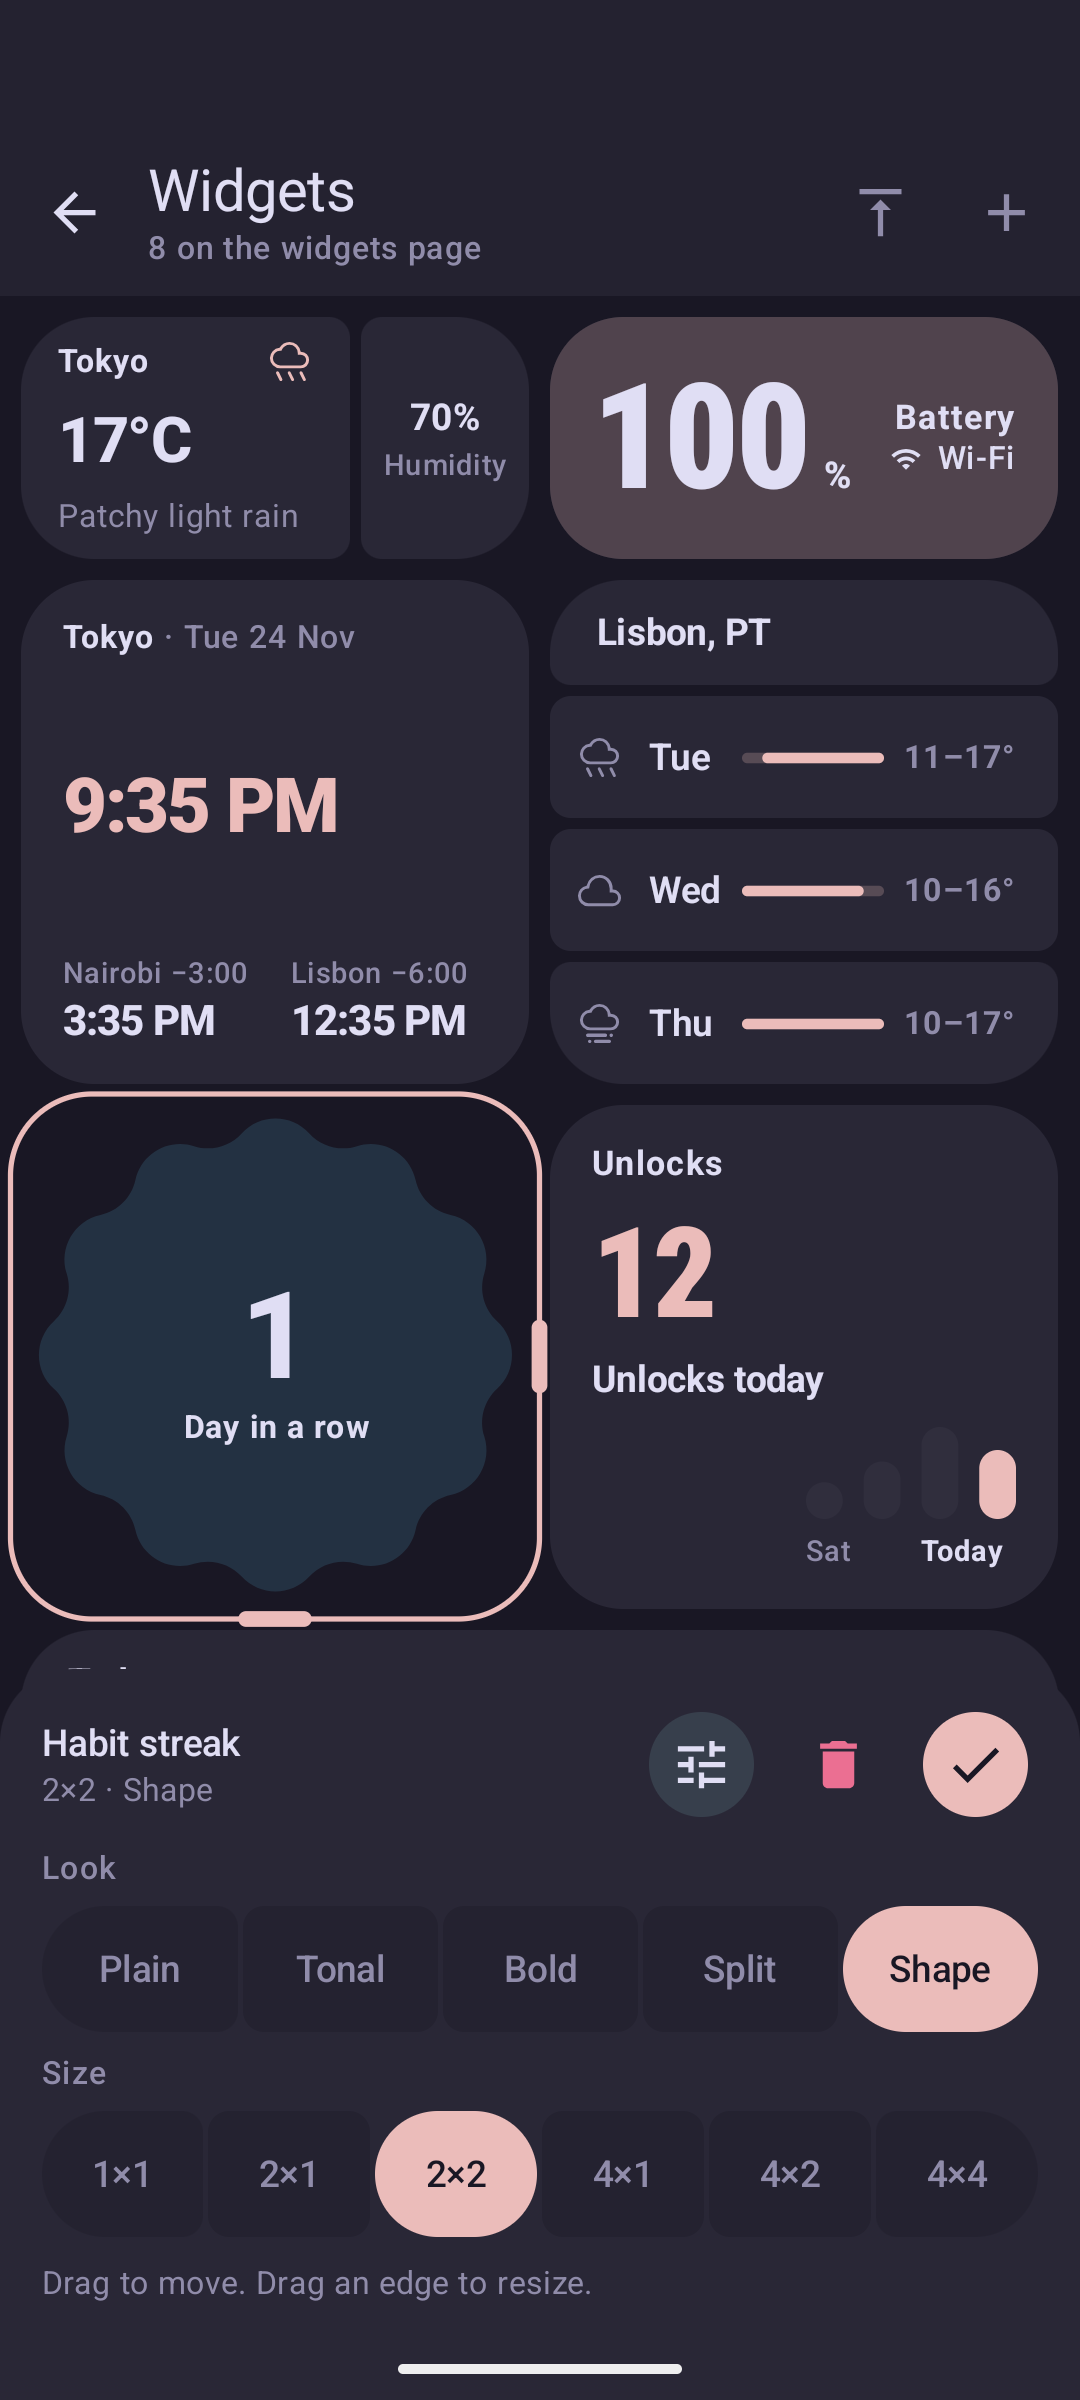 Widgets
8 on the widgets page
Tokyo
17°C
Patchy light rain
70%
Humidity
100 %
Battery
Wi-Fi
Tokyo · Tue 24 Nov
9:35 PM
Nairobi −3:00
3:35 PM
Lisbon −6:00
12:35 PM
Lisbon, PT
Tue 11–17°
Wed 10–16°
Thu 10–17°
1
Day in a row
Unlocks
12
Unlocks today
Sat Today
Habit streak
2×2 · Shape
Look
Plain Tonal Bold Split Shape
Size
1×1 2×1 2×2 4×1 4×2 4×4
Drag to move. Drag an edge to resize.